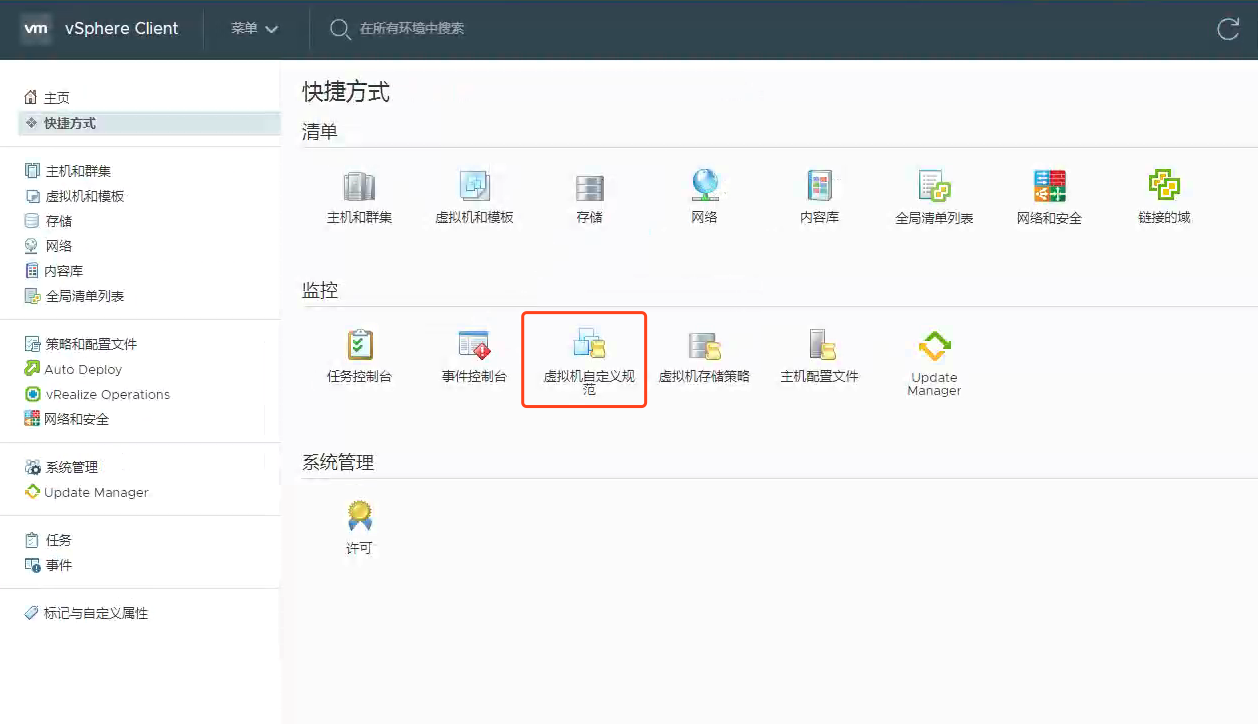 vm vSphere Client 菜单 在所有环境中搜索
主页
快捷方式
主机和群集
虚拟机和模板
存储
网络
内容库
全局清单列表
策略和配置文件
Auto Deploy
vRealize Operations
网络和安全
系统管理
Update Manager
任务
事件
标记与自定义属性
快捷方式
清单
主机和群集 虚拟机和模板 存储 网络 内容库 全局清单列表 网络和安全 链接的域
监控
任务控制台 事件控制台 虚拟机自定义规 虚拟机存储策略 主机配置文件 Update
范 Manager
系统管理
许可